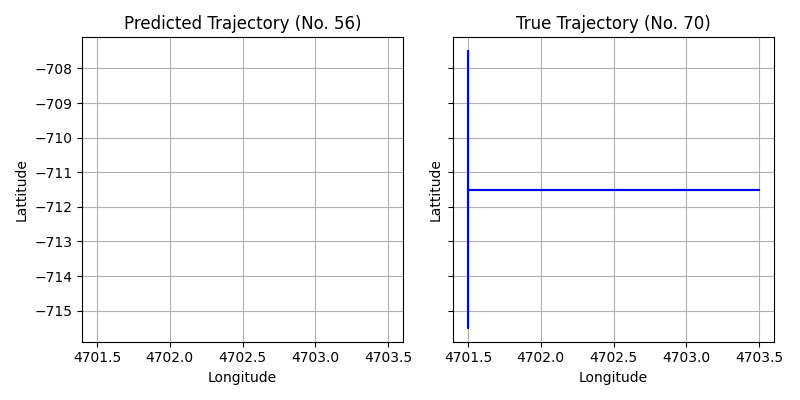 Predicted Trajectory (No. 56)
True Trajectory (No. 70)
Lattitude
−708
−709
−710
−711
−712
−713
−714
−715
4701.5 4702.0 4702.5 4703.0 4703.5
Longitude
Lattitude
4701.5 4702.0 4702.5 4703.0 4703.5
Longitude